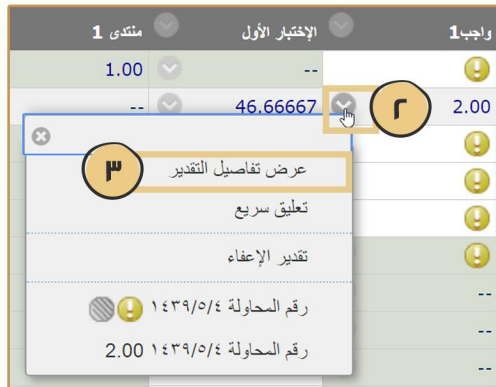 واجب1 الإختبار الأول منتدى 1
-- 1.00
2.00 ٢ 46.66667 --
عرض تفاصيل التقدير ٣
تعليق سريع
تقدير الإعفاء
رقم المحاولة ١٤٣٩/٥/٤
رقم المحاولة ١٤٣٩/٥/٤ 2.00
--
--
--